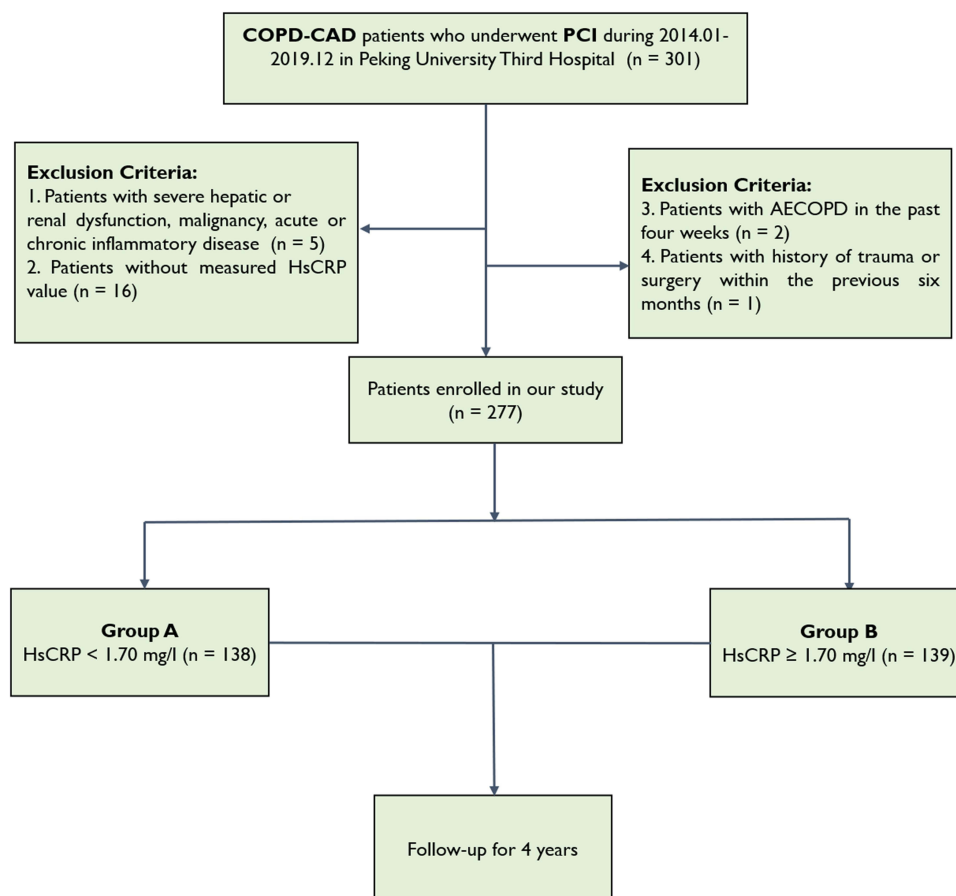 COPD-CAD patients who underwent PCI during 2014.01-
2019.12 in Peking University Third Hospital (n = 301)
Exclusion Criteria:
1. Patients with severe hepatic or
renal dysfunction, malignancy, acute or
chronic inflammatory disease (n = 5)
2. Patients without measured HsCRP
value (n = 16)
Exclusion Criteria:
3. Patients with AECOPD in the past
four weeks (n = 2)
4. Patients with history of trauma or
surgery within the previous six
months (n = 1)
Patients enrolled in our study
(n = 277)
Group A
HsCRP < 1.70 mg/l (n = 138)
Group B
HsCRP ≥ 1.70 mg/l (n = 139)
Follow-up for 4 years